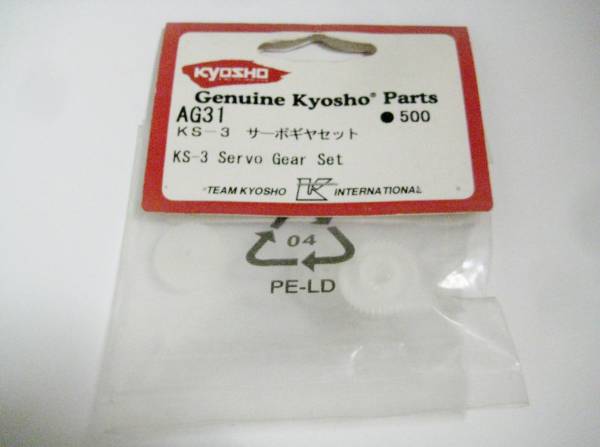 KYOSHO
Genuine Kyosho® Parts
AG31 ●500
KS-3 サーボギヤセット
KS-3 Servo Gear Set
TEAM KYOSHO K INTERNATIONAL
04
PE-LD